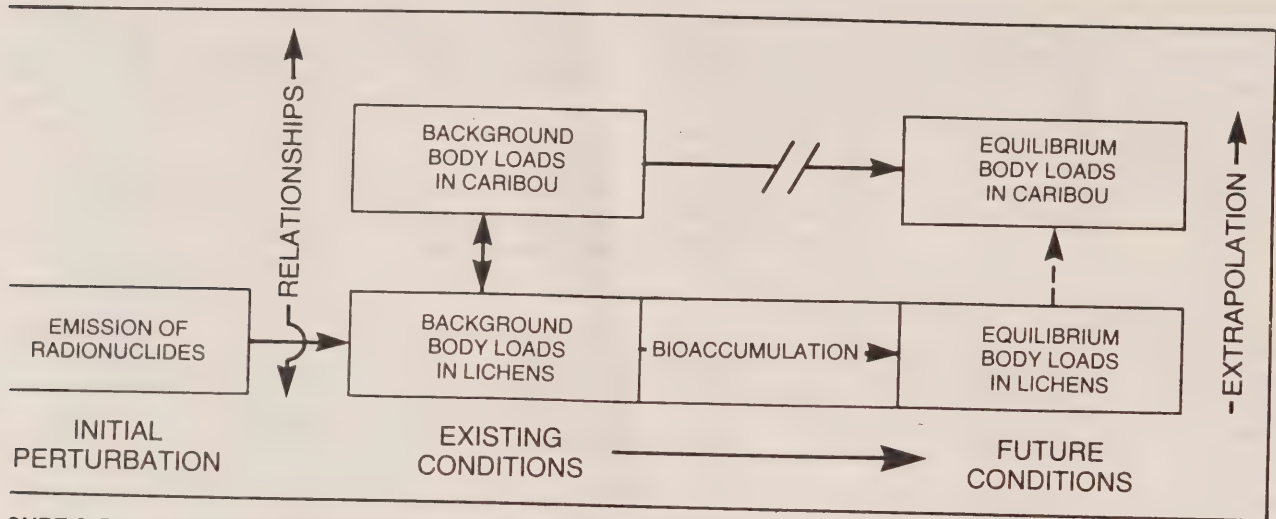 RELATIONSHIPS
BACKGROUND
BODY LOADS
IN CARIBOU
EQUILIBRIUM
BODY LOADS
IN CARIBOU
EXTRAPOLATION
EMISSION OF
RADIONUCLIDES
BACKGROUND
BODY LOADS
IN LICHENS
BIOACCUMULATION
EQUILIBRIUM
BODY LOADS
IN LICHENS
INITIAL
PERTURBATION
EXISTING
CONDITIONS
FUTURE
CONDITIONS